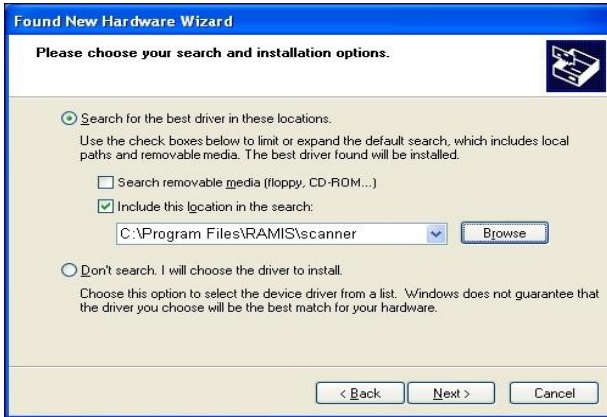 Found New Hardware Wizard
Please choose your search and installation options.
Search for the best driver in these locations.
Use the check boxes below to limit or expand the default search, which includes local
paths and removable media. The best driver found will be installed.
Search removable media (floppy, CD-ROM...)
Include this location in the search:
C:\Program Files\RAMIS\scanner
Browse
Don't search. I will choose the driver to install.
Choose this option to select the device driver from a list. Windows does not guarantee that
the driver you choose will be the best match for your hardware.
< Back
Next >
Cancel